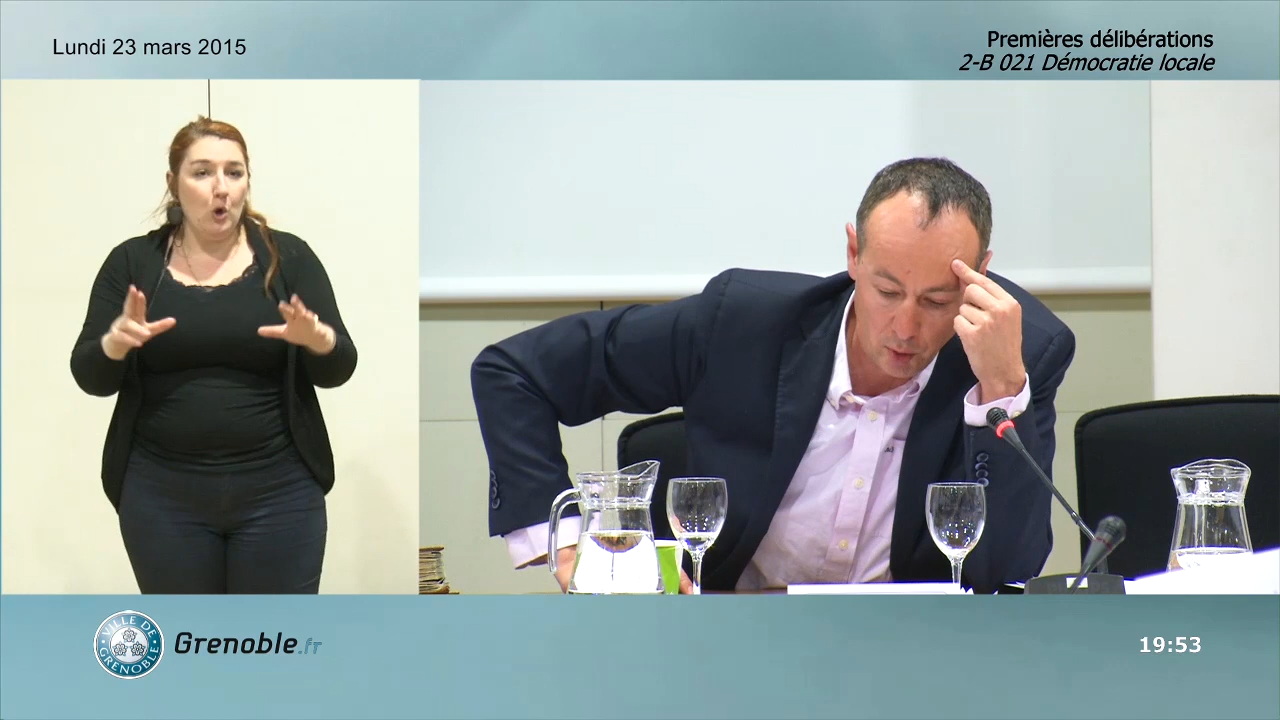 Lundi 23 mars 2015
Premières délibérations
2-B 021 Démocratie locale
VILLE DE GRENOBLE
Grenoble.fr
19:53